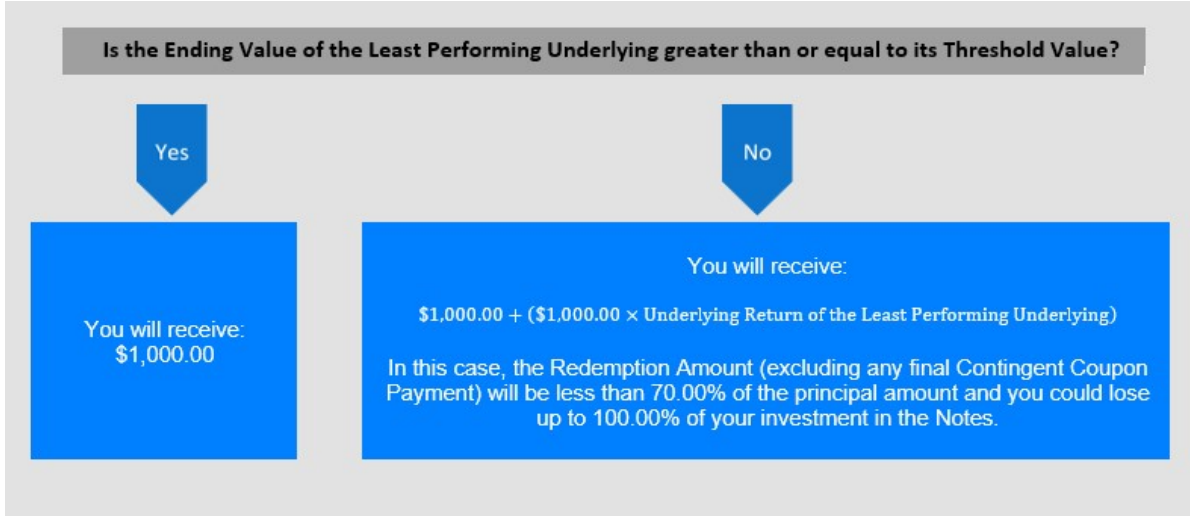 Is the Ending Value of the Least Performing Underlying greater than or equal to its Threshold Value?
Yes
No
You will receive:
$1,000.00
You will receive:
$1,000.00 + ($1,000.00 × Underlying Return of the Least Performing Underlying)
In this case, the Redemption Amount (excluding any final Contingent Coupon
Payment) will be less than 70.00% of the principal amount and you could lose
up to 100.00% of your investment in the Notes.